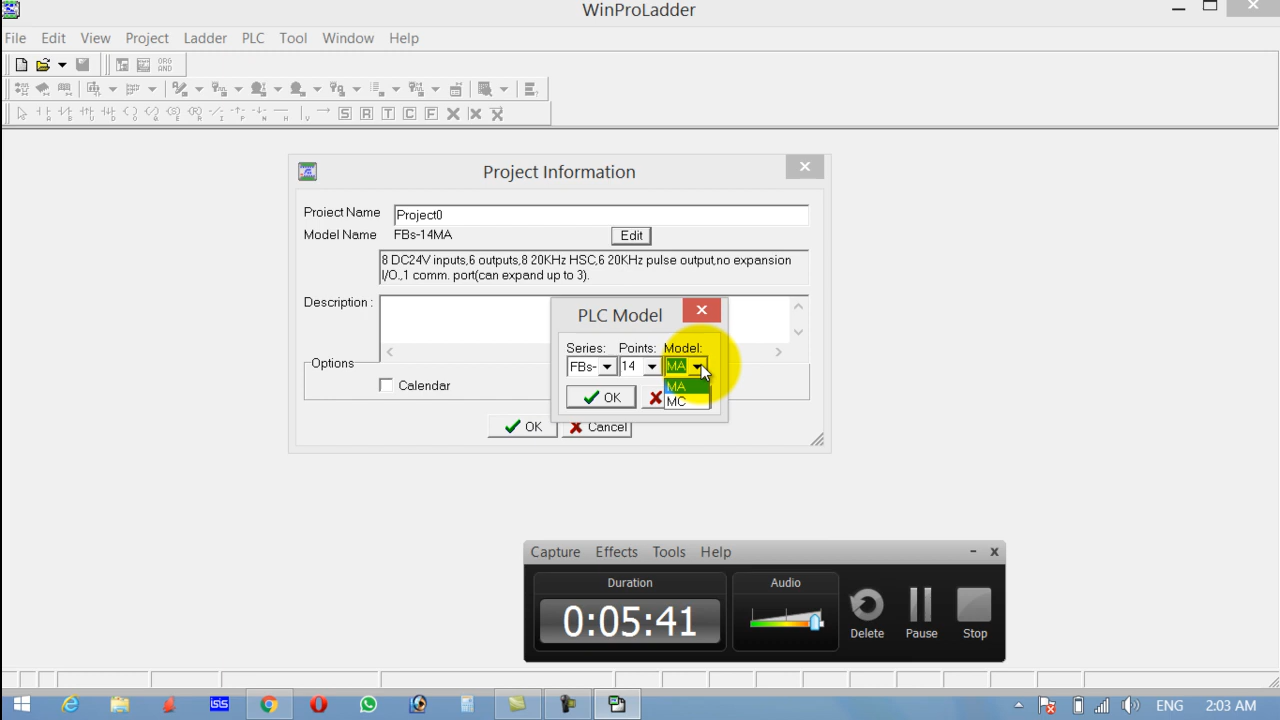 WinProLadder
File Edit View Project Ladder PLC Tool Window Help
ORG
AND
Project Information
Project Name Project0
Model Name FBs-14MA Edit
8 DC24V inputs,6 outputs,8 20KHz HSC,6 20KHz pulse output,no expansion
I/O.,1 comm. port(can expand up to 3).
Description :
PLC Model
Series: Points: Model:
FBs- 14 MA
MA
MC
OK
Options
Calendar
OK Cancel
Capture Effects Tools Help
Duration Audio
0:05:41
Delete Pause Stop
isis
ENG 2:03 AM